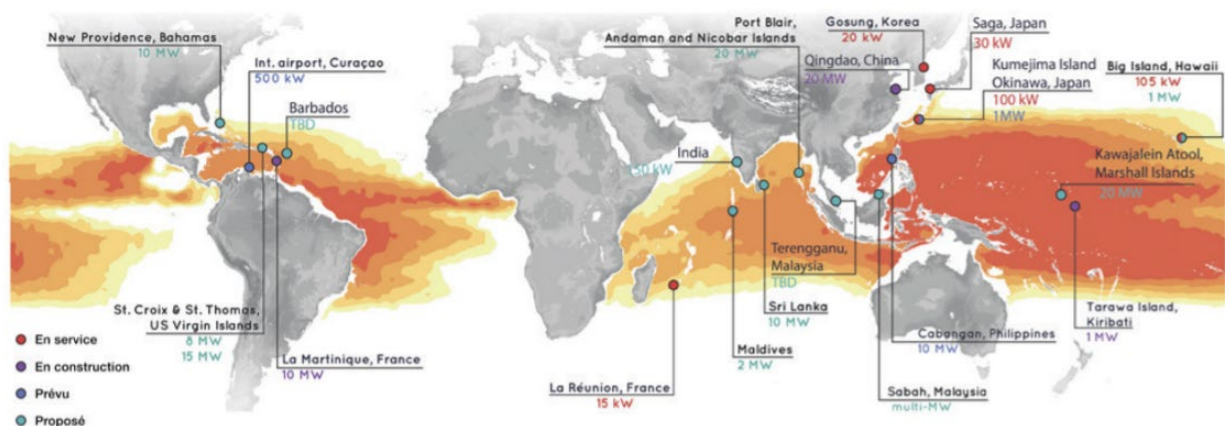 New Providence, Bahamas
10 MW
Int. airport, Curaçao
500 kW
Barbados
TBD
St. Croix & St. Thomas,
US Virgin Islands
8 MW
15 MW
La Martinique, France
10 MW
En service
En construction
Prévu
Proposé
Port Blair,
Andaman and Nicobar Islands
20 MW
Gosung, Korea
20 kW
Saga, Japan
30 kW
Qingdao, China
20 MW
Kumejima Island
Okinawa, Japan
100 kW
1MW
Big Island, Hawaii
105 kW
1 MW
India
150 kW
Kawajalein Atool,
Marshall Islands
20 MW
Terengganu,
Malaysia
TBD
Sri Lanka
10 MW
Maldives
2 MW
La Réunion, France
15 kW
Cabangan, Philippines
10 MW
Sabah, Malaysia
multi-MW
Tarawa Island,
Kiribati
1 MW